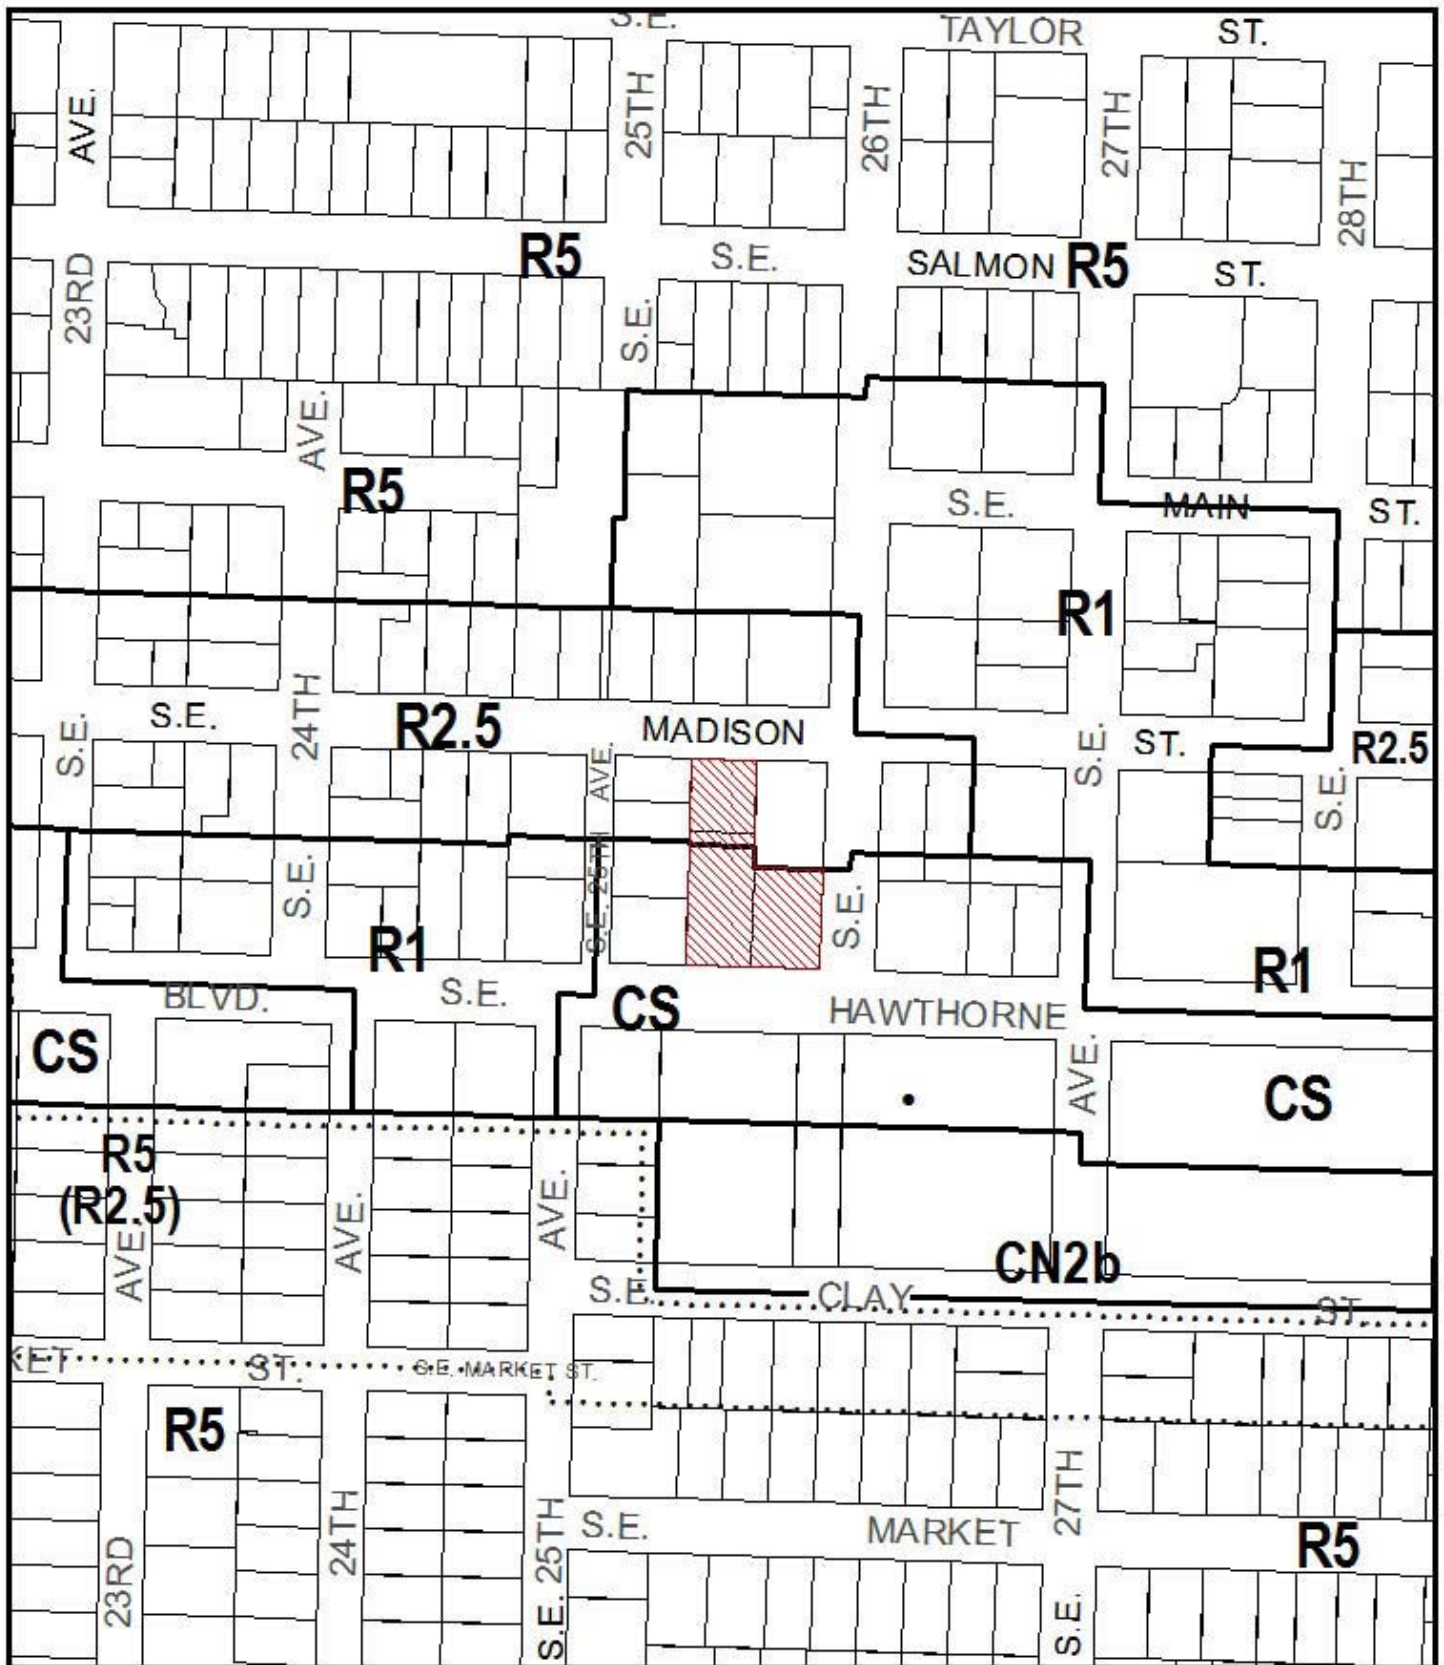 S.E.
TAYLOR
ST.
AVE.
25TH
26TH
27TH
28TH
R5
S.E.
SALMON
R5
ST.
23RD
S.E.
AVE.
R5
S.E.
MAIN
ST.
R1
24TH
S.E.
S.E.
R2.5
MADISON
S.E.
ST.
R2.5
AVE.
S.E. 25TH
S.E.
S.E.
S.E.
R1
R1
BLVD.
S.E.
CS
HAWTHORNE
CS
AVE.
CS
R5
(R2.5)
AVE.
AVE.
AVE.
CN2b
S.E.
CLAY
ST.
KET
ST.
S.E. MARKET ST.
R5
23RD
24TH
S.E. 25TH
S.E.
MARKET
27TH
R5
S.E.